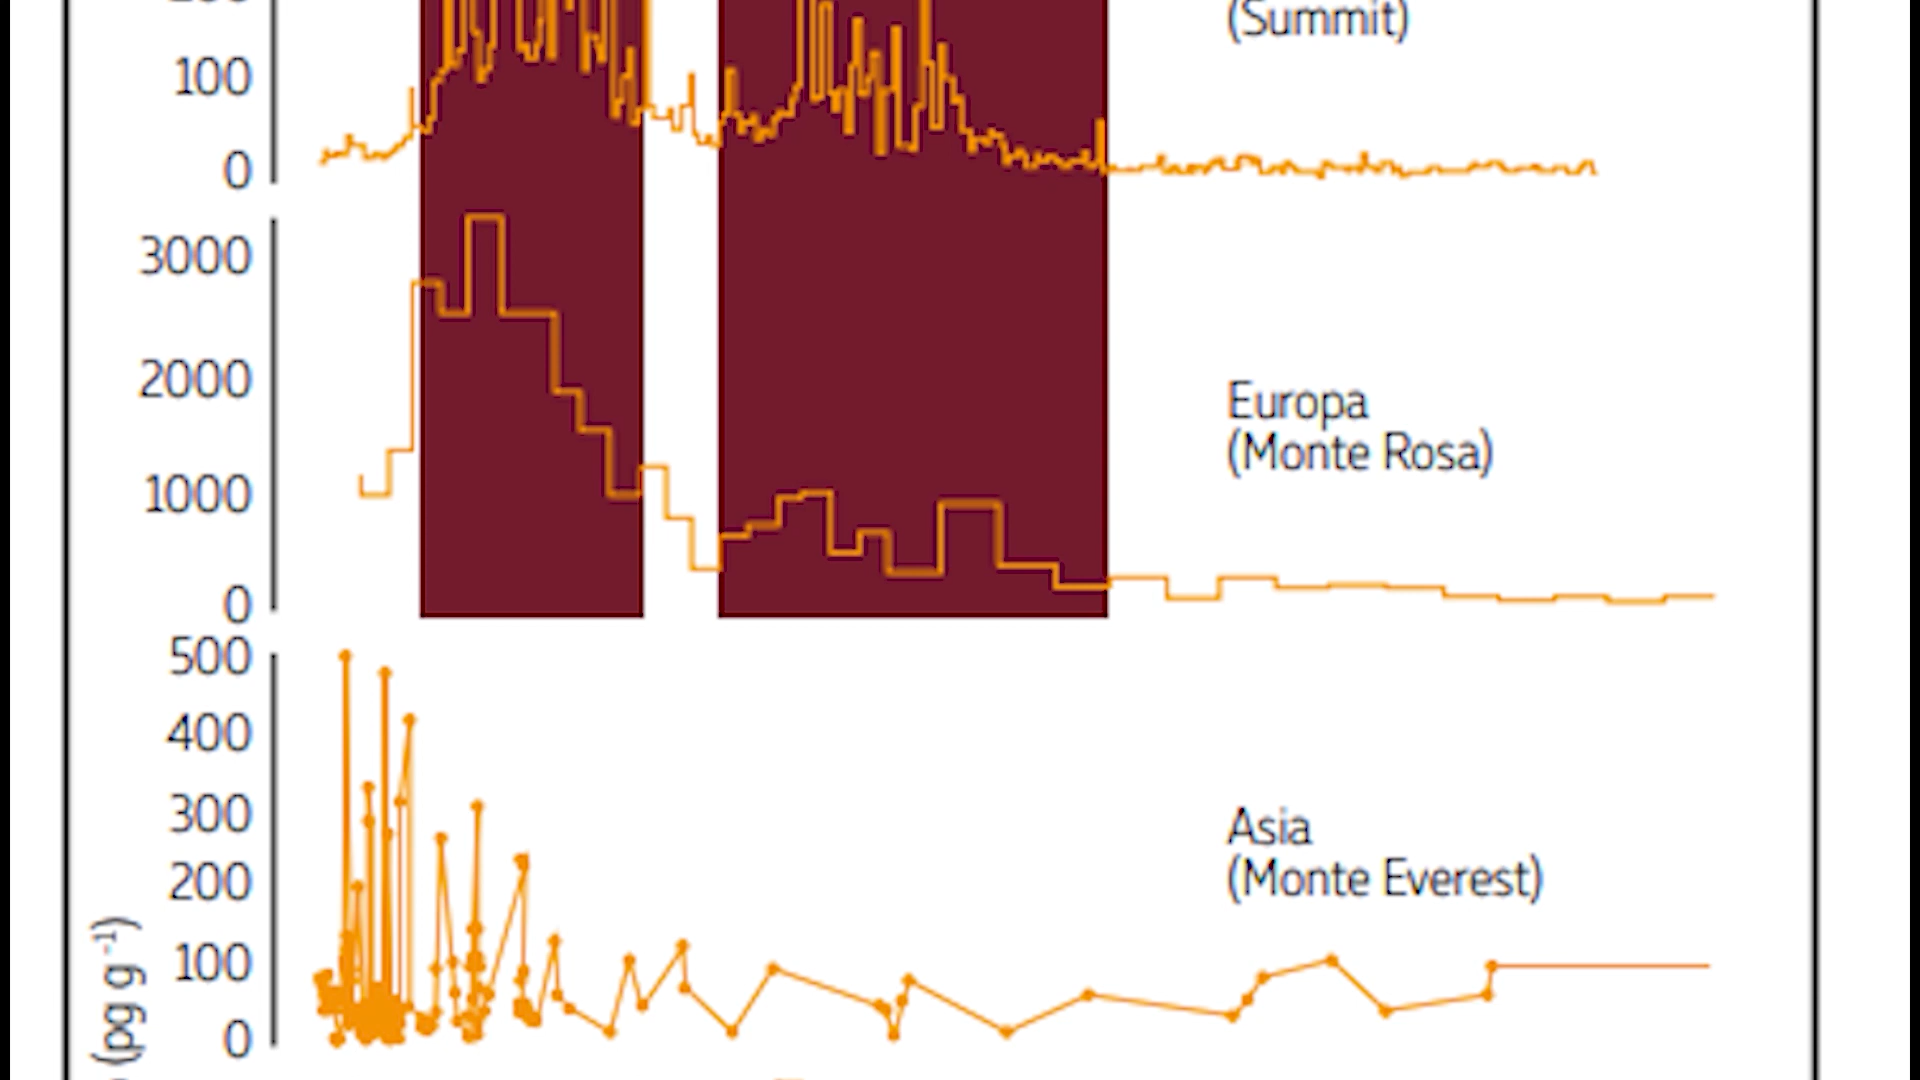 (Summit)
100
0
3000
2000
1000
0
Europa
(Monte Rosa)
500
400
300
200
100
0
Asia
(Monte Everest)
(pg g⁻¹)